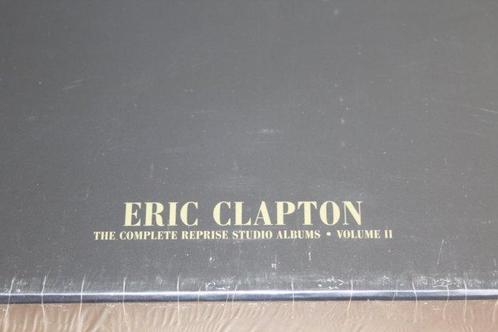 ERIC CLAPTON
THE COMPLETE REPRISE STUDIO ALBUMS • VOLUME II